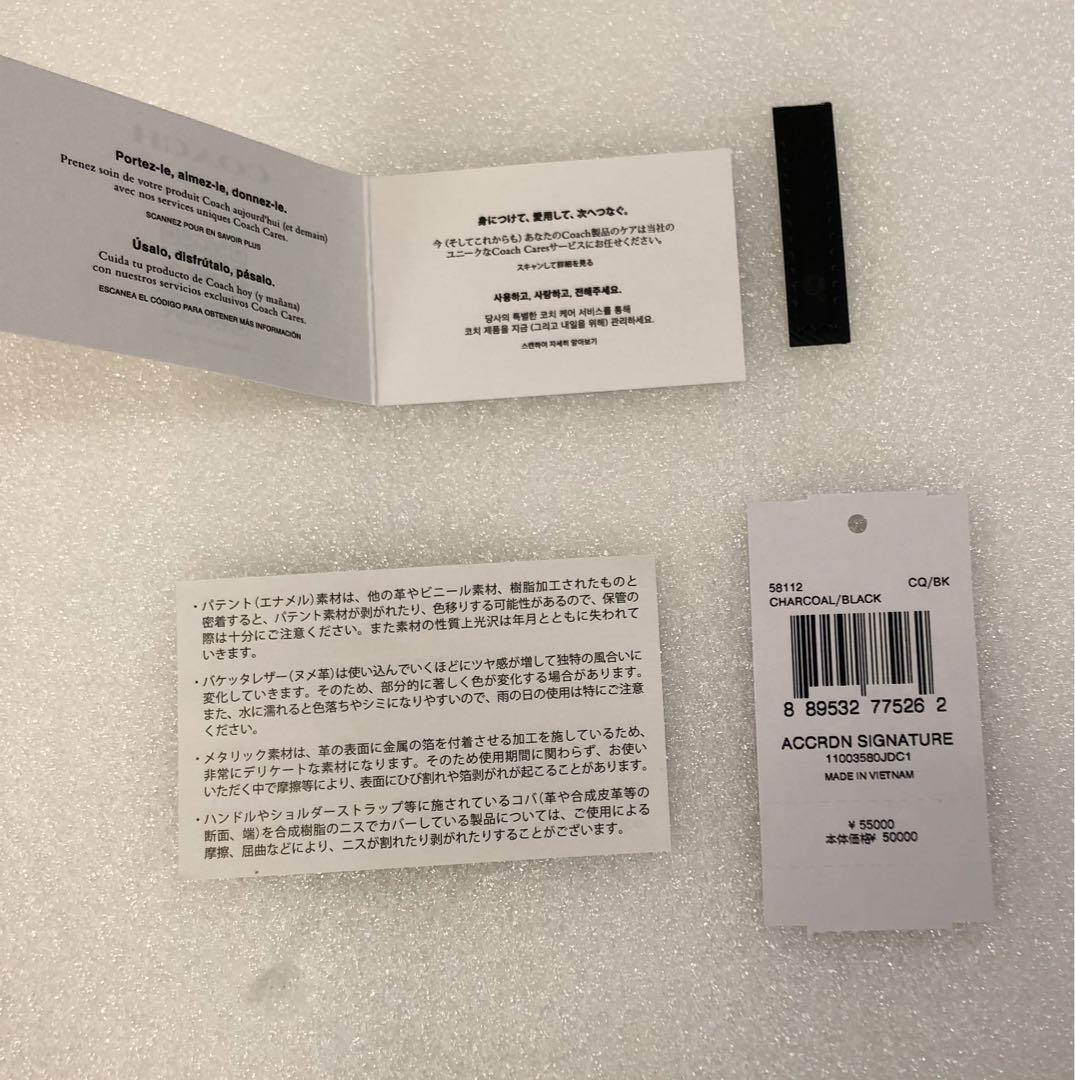 Portez-le, aimez-le, donnez-le.
Prenez soin de votre produit Coach aujourd'hui (et demain)
avec nos services uniques Coach Cares.
SCANNEZ POUR EN SAVOIR PLUS
Úsalo, disfrútalo, pásalo.
Cuida tu producto de Coach hoy (y mañana)
con nuestros servicios exclusivos Coach Cares.
ESCANEA EL CÓDIGO PARA OBTENER MÁS INFORMACIÓN
身につけて、愛用して、次へつなぐ。
今（そしてこれからも）あなたのCoach製品のケアは当社の
ユニークなCoach Caresサービスにお任せください。
スキャンして詳細を見る
사용하고, 사랑하고, 전해주세요.
당사의 특별한 코치 케어 서비스를 통해
코치 제품을 지금 (그리고 내일을 위해) 관리하세요.
스캔하여 자세히 알아보기
・パテント（エナメル）素材は、他の革やビニール素材、樹脂加工されたものと
密着すると、パテント素材が剥がれたり、色移りする可能性があるので、保管の
際は十分にご注意ください。また素材の性質上光沢は年月とともに失われて
いきます。
・バケッタレザー（ヌメ革）は使い込んでいくほどにツヤ感が増して独特の風合いに
変化していきます。そのため、部分的に著しく色が変化する場合があります。
また、水に濡れると色落ちやシミになりやすいので、雨の日の使用は特にご注意
ください。
・メタリック素材は、革の表面に金属の箔を付着させる加工を施しているため、
非常にデリケートな素材になります。そのため使用期間に関わらず、お使い
いただく中で摩擦等により、表面にひび割れや箔剥がれが起こることがあります。
・ハンドルやショルダーストラップ等に施されているコバ（革や合成皮革等の
断面、端）を合成樹脂のニスでカバーしている製品については、ご使用による
摩擦、屈曲などにより、ニスが割れたり剥がれたりすることがございます。
58112 CQ/BK
CHARCOAL/BLACK
8 89532 77526 2
ACCRDN SIGNATURE
11003580JDC1
MADE IN VIETNAM
¥ 55000
本体価格¥ 50000